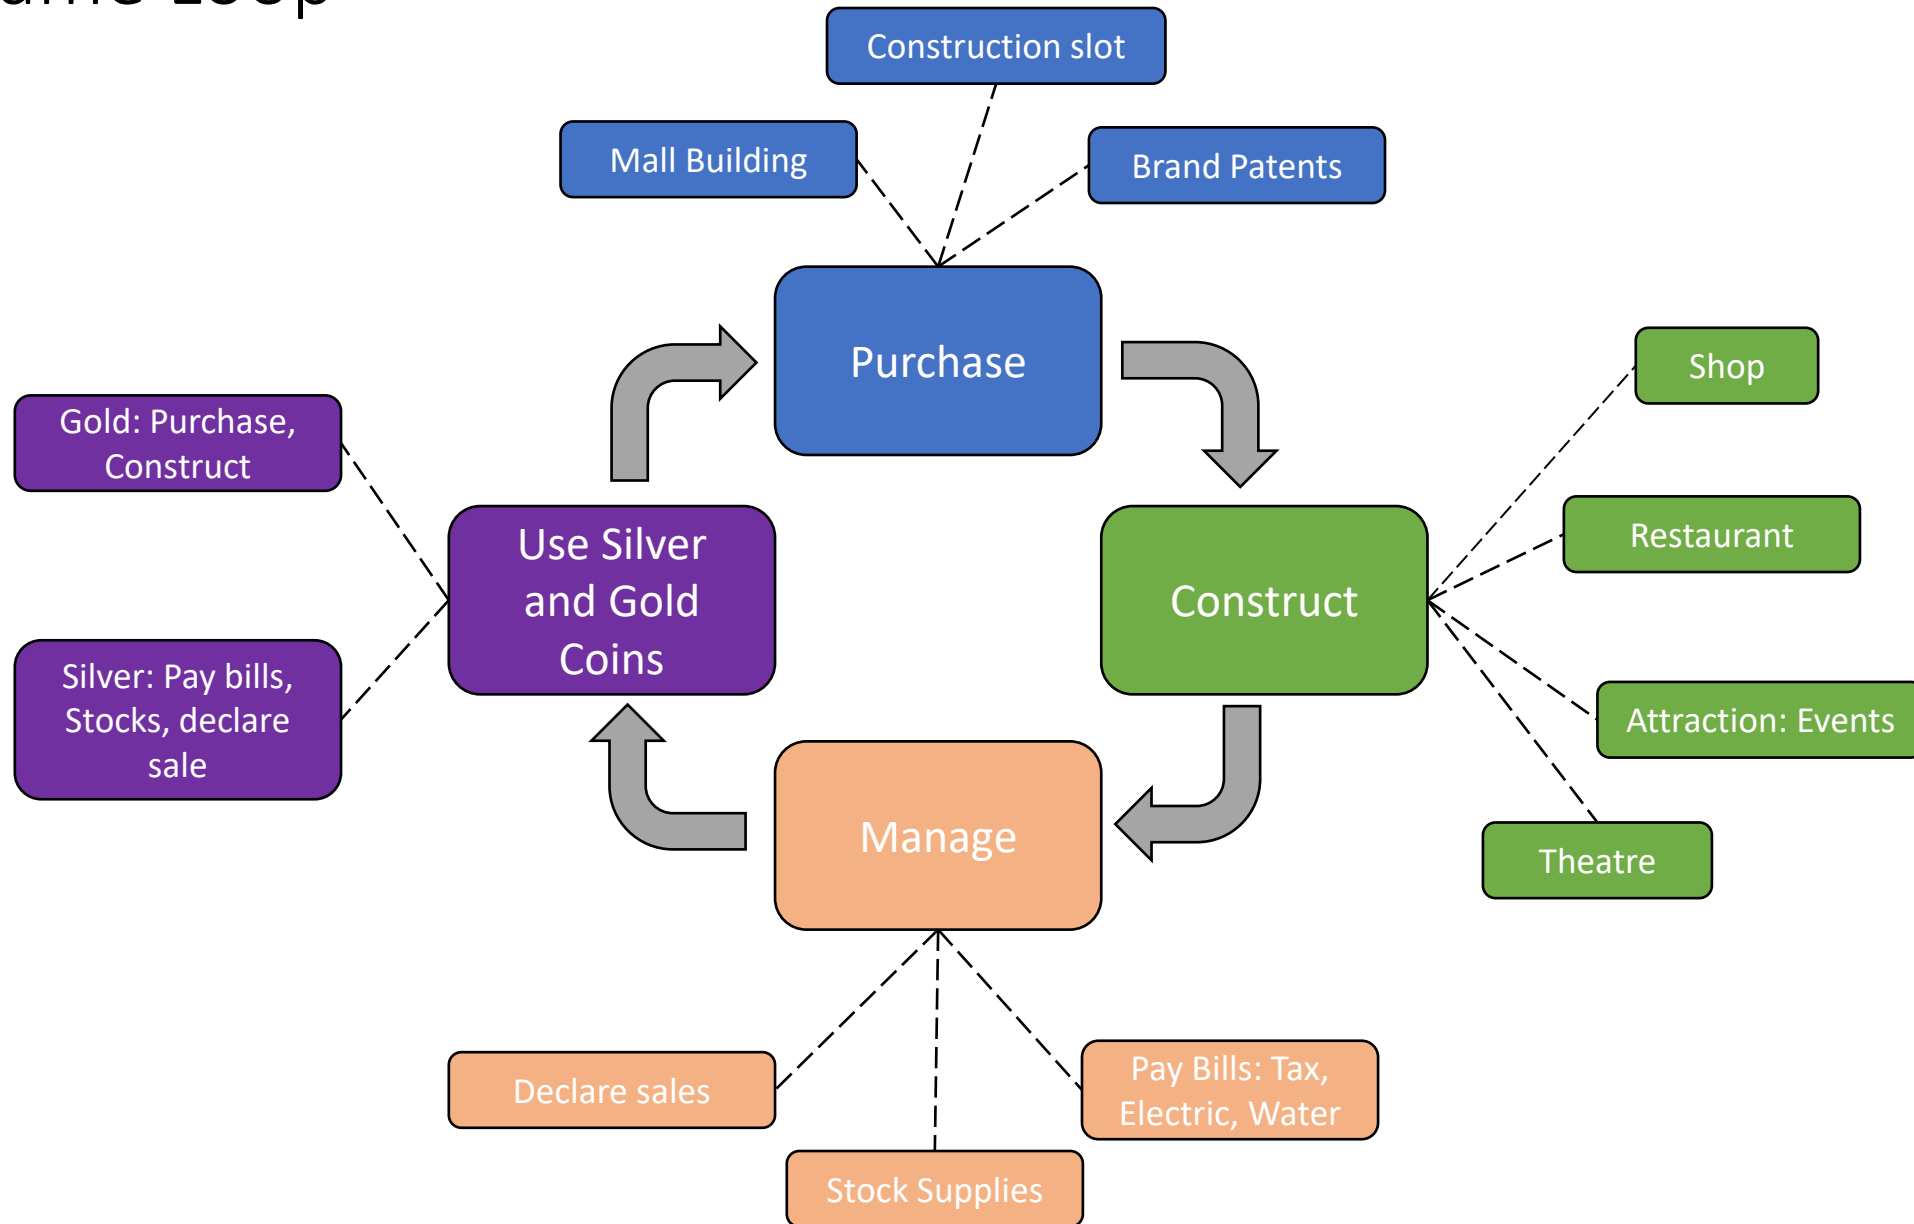 Loop
Construction slot
Mall Building
Brand Patents
Purchase
Shop
Gold: Purchase,
Construct
Restaurant
Use Silver
and Gold
Coins
Construct
Silver: Pay bills,
Stocks, declare
sale
Attraction: Events
Manage
Theatre
Declare sales
Pay Bills: Tax,
Electric, Water
Stock Supplies